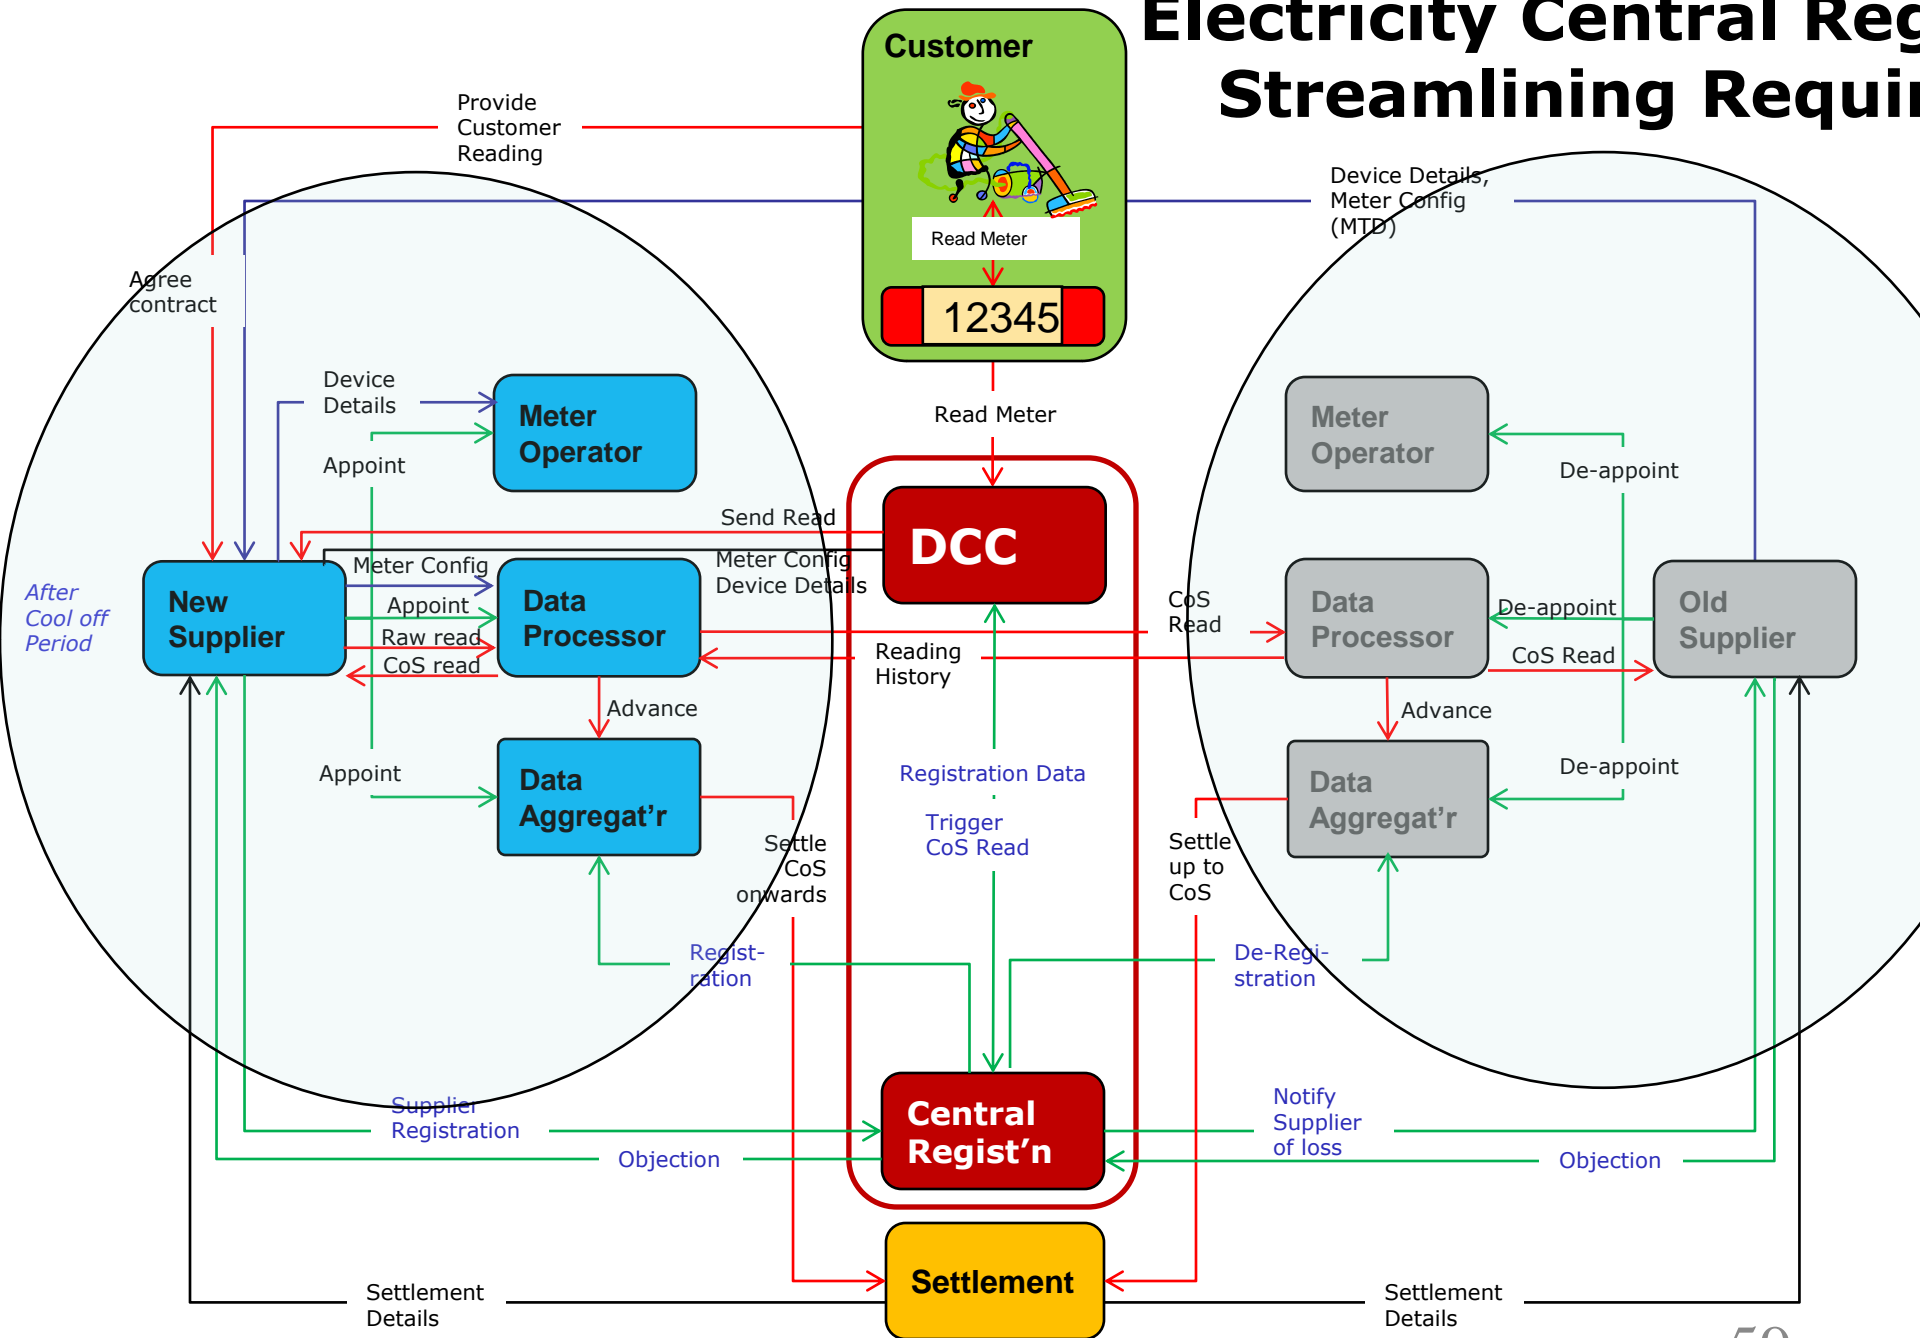 Electricity Central Reg
Streamlining Requir
Customer
Provide
Customer
Reading
Device Details,
Meter Config
(MTD)
Read Meter
Agree
contract
12345
Device
Details
Meter
Operator
Read Meter
Meter
Operator
Appoint
De-appoint
Send Read
DCC
Meter Config
Meter Config
Device Details
After
Cool off
Period
New
Supplier
Appoint
Raw read
CoS read
Data
Processor
CoS
Read
Reading
History
Data
Processor
De-appoint
CoS Read
Old
Supplier
Advance
Advance
Appoint
Data
Aggregat'r
Registration Data
Trigger
CoS Read
Data
Aggregat'r
De-appoint
Settle
CoS
onwards
Settle
up to
CoS
Regist-
ration
De-Regi-
stration
Supplier
Registration
Objection
Central
Regist’n
Notify
Supplier
of loss
Objection
Settlement
Settlement
Details
Settlement
Details